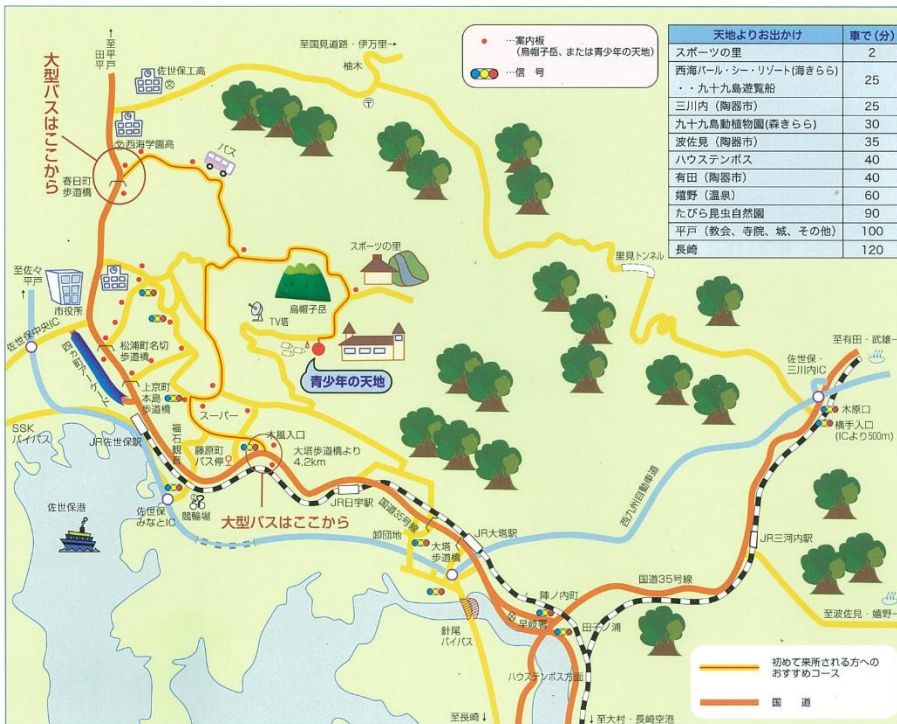 至平戸
田平
↑
大型バスはここから
佐世保工高
西海学園高
春日町
歩道橋
バス
至国見道路・伊万里→
柚木
…案内板
(烏帽子岳、または青少年の天地)
…信号
天地よりお出かけ 車で(分)
スポーツの里 2
西海パール・シー・リゾート(海きらら)
・・九十九島遊覧船 25
三川内(陶器市) 25
九十九島動植物園(森きらら) 30
波佐見(陶器市) 35
ハウステンボス 40
有田(陶器市) 40
嬉野(温泉) 60
たびら昆虫自然園 90
平戸(教会、寺院、城、その他) 100
長崎 120
至佐々
平戸
↑
市役所
佐世保中央IC
四ヶ町アーケード
松浦町名切
歩道橋
上京町
本島
歩道橋
TV塔
烏帽子岳
スポーツの里
青少年の天地
里見トンネル
スーパー
SSK
バイパス
JR佐世保駅
福石観音
藤原町
バス停
木風入口
大塔歩道橋より
4.2km
大型バスはここから
佐世保
みなとIC
競輪場
佐世保港
JR日宇駅
国道35号線
卸団地
大塔
歩道橋
JR大塔駅
西九州自動車道
至有田・武雄→
佐世保・
三川内IC
木原口
横手入口
(ICより500m)
JR三河内駅
国道35号線
至波佐見・嬉野→
陣ノ内町
早岐署
田子ノ浦
針尾
バイパス
ハウステンボス方面
至長崎↓
↓至大村・長崎空港
初めて来所される方への
おすすめコース
国道